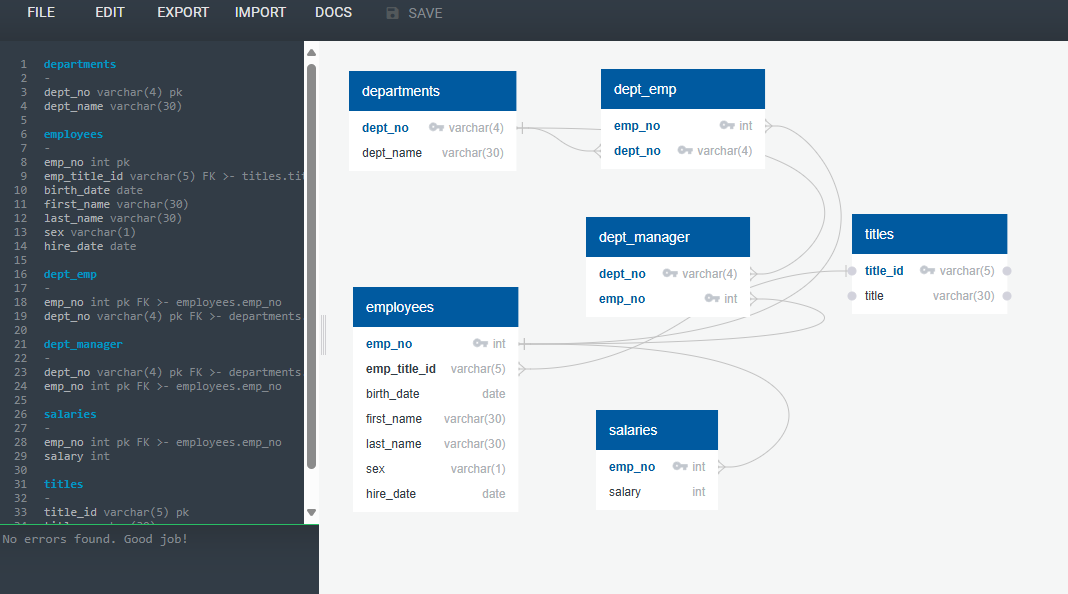 FILE EDIT EXPORT IMPORT DOCS SAVE
1 departments
2 -
3 dept_no varchar(4) pk
4 dept_name varchar(30)
5
6 employees
7 -
8 emp_no int pk
9 emp_title_id varchar(5) FK >- titles.tit
10 birth_date date
11 first_name varchar(30)
12 last_name varchar(30)
13 sex varchar(1)
14 hire_date date
15
16 dept_emp
17 -
18 emp_no int pk FK >- employees.emp_no
19 dept_no varchar(4) pk FK >- departments
20
21 dept_manager
22 -
23 dept_no varchar(4) pk FK >- departments
24 emp_no int pk FK >- employees.emp_no
25
26 salaries
27 -
28 emp_no int pk FK >- employees.emp_no
29 salary int
30
31 titles
32 -
33 title_id varchar(5) pk
No errors found. Good job!
departments
dept_no varchar(4)
dept_name varchar(30)
dept_emp
emp_no int
dept_no varchar(4)
dept_manager
dept_no varchar(4)
emp_no int
titles
title_id varchar(5)
title varchar(30)
employees
emp_no int
emp_title_id varchar(5)
birth_date date
first_name varchar(30)
last_name varchar(30)
sex varchar(1)
hire_date date
salaries
emp_no int
salary int